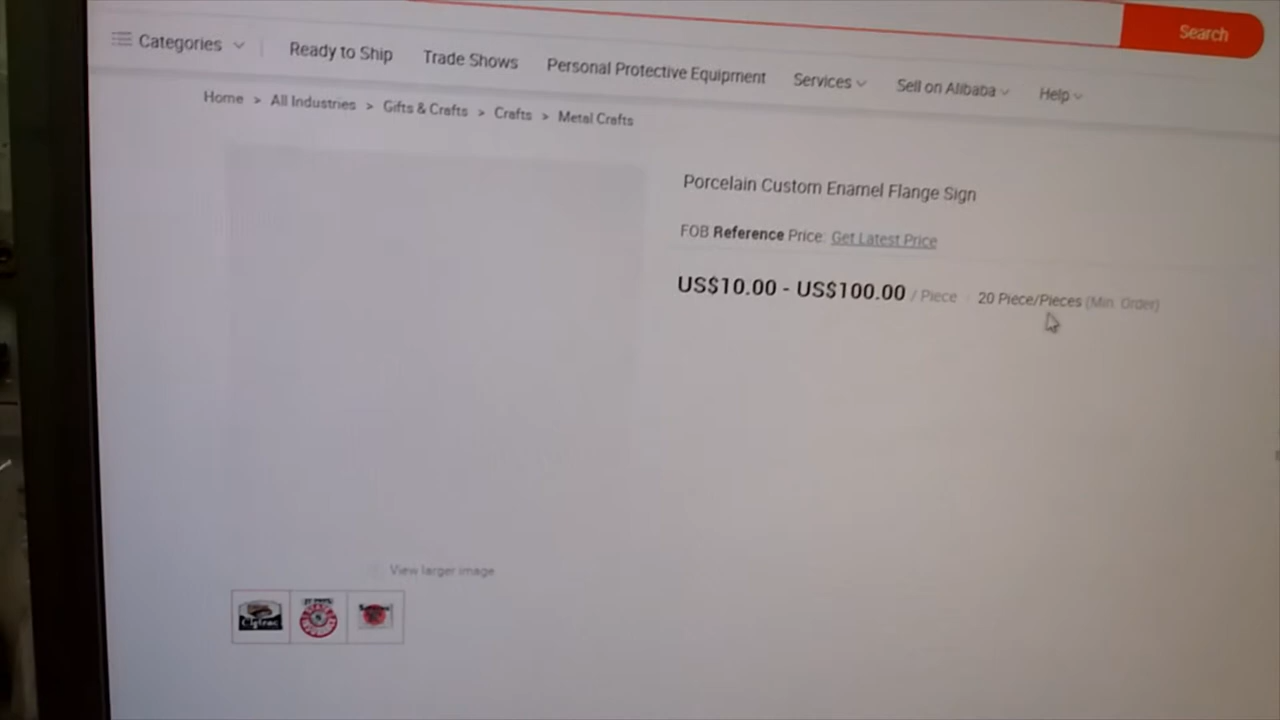 Search
Categories
Ready to Ship
Trade Shows
Personal Protective Equipment
Services
Sell on Alibaba
Help
Home > All Industries > Gifts & Crafts > Crafts > Metal Crafts
Porcelain Custom Enamel Flange Sign
FOB Reference Price: Get Latest Price
US$10.00 - US$100.00 / Piece
20 Piece/Pieces (Min. Order)
View larger image